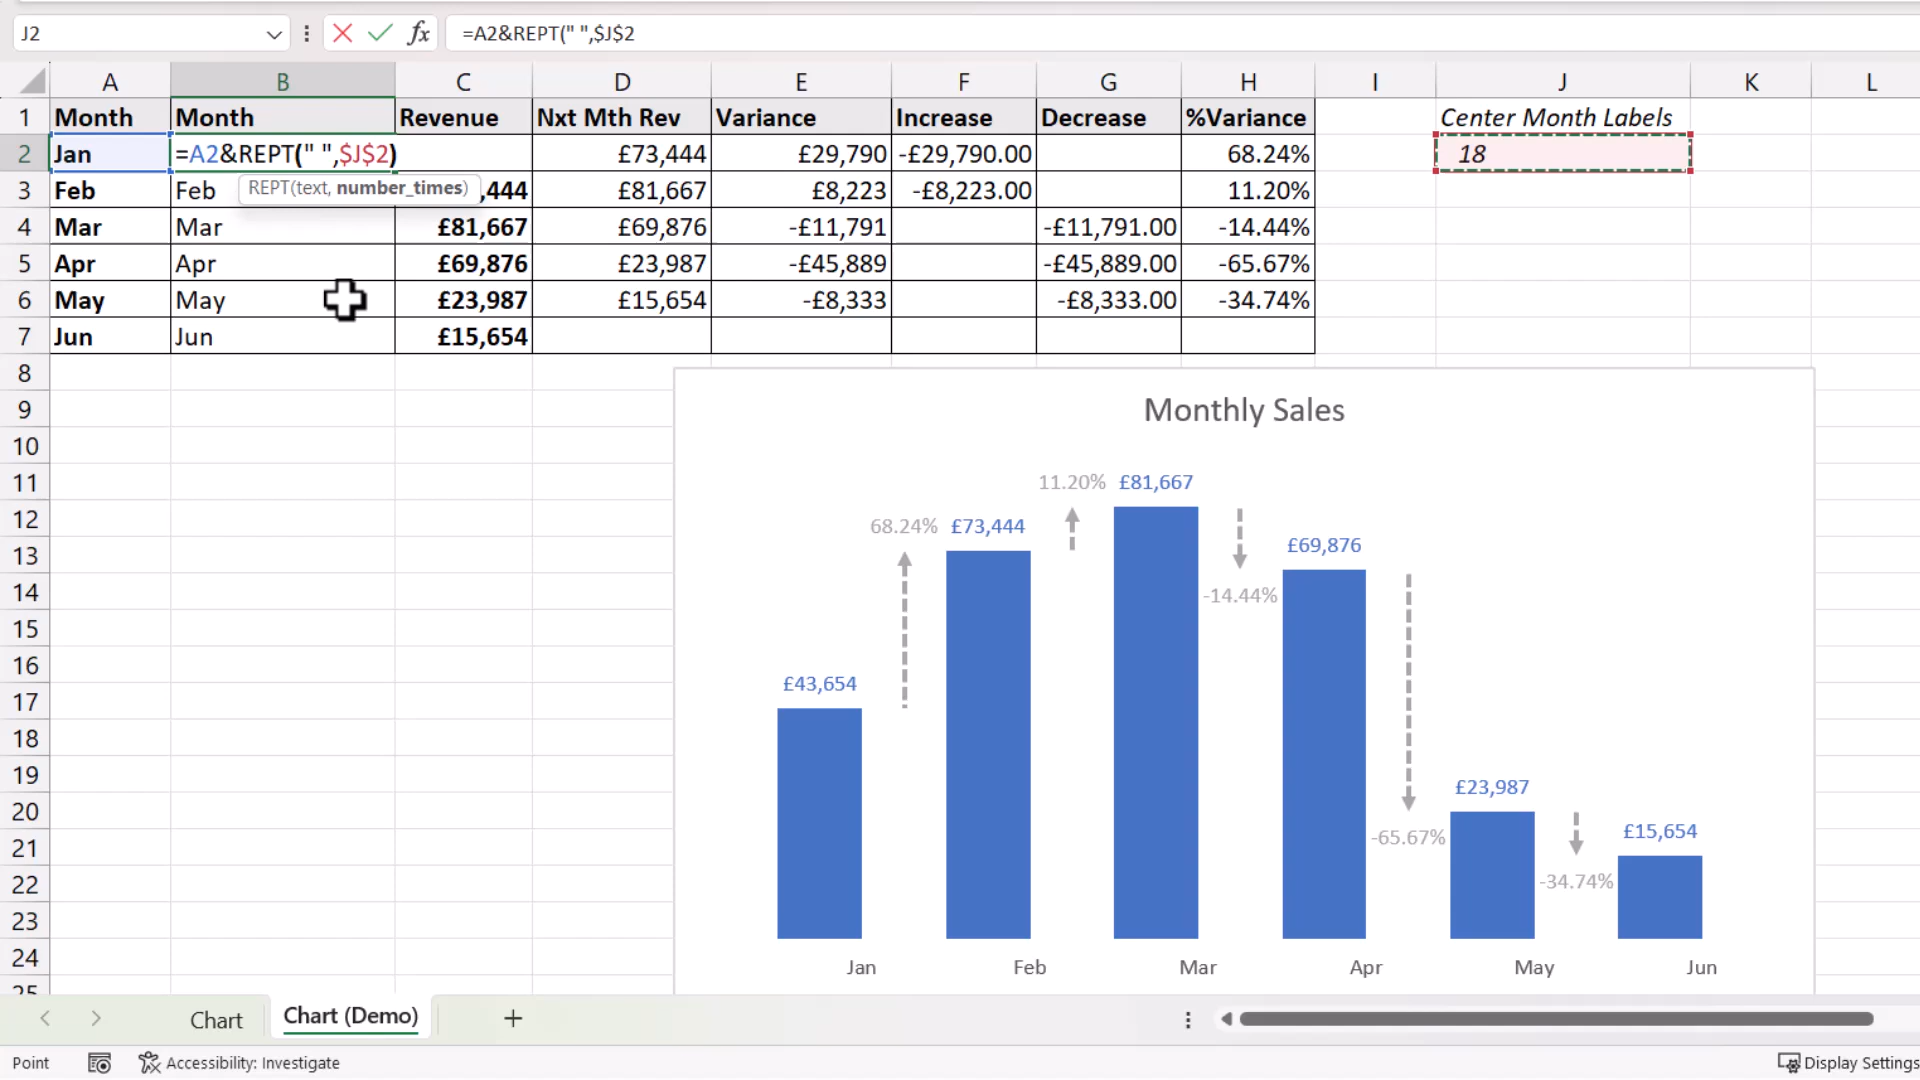 J2 fx =A2&REPT(" ",$J$2
A B C D E F G H I J K L
1 Month Month Revenue Nxt Mth Rev Variance Increase Decrease %Variance Center Month Labels
2 Jan =A2&REPT(" ",$J$2) £73,444 £29,790 -£29,790.00 68.24% 18
REPT(text, number_times)
3 Feb Feb ,444 £81,667 £8,223 -£8,223.00 11.20%
4 Mar Mar £81,667 £69,876 -£11,791 -£11,791.00 -14.44%
5 Apr Apr £69,876 £23,987 -£45,889 -£45,889.00 -65.67%
6 May May £23,987 £15,654 -£8,333 -£8,333.00 -34.74%
7 Jun Jun £15,654
8
9
10
11
12
13
14
15
16
17
18
19
20
21
22
23
24
25
Monthly Sales
11.20% £81,667
68.24% £73,444
£69,876
-14.44%
£43,654
£23,987
£15,654
-65.67%
-34.74%
Jan Feb Mar Apr May Jun
Chart Chart (Demo) +
Point Accessibility: Investigate Display Settings